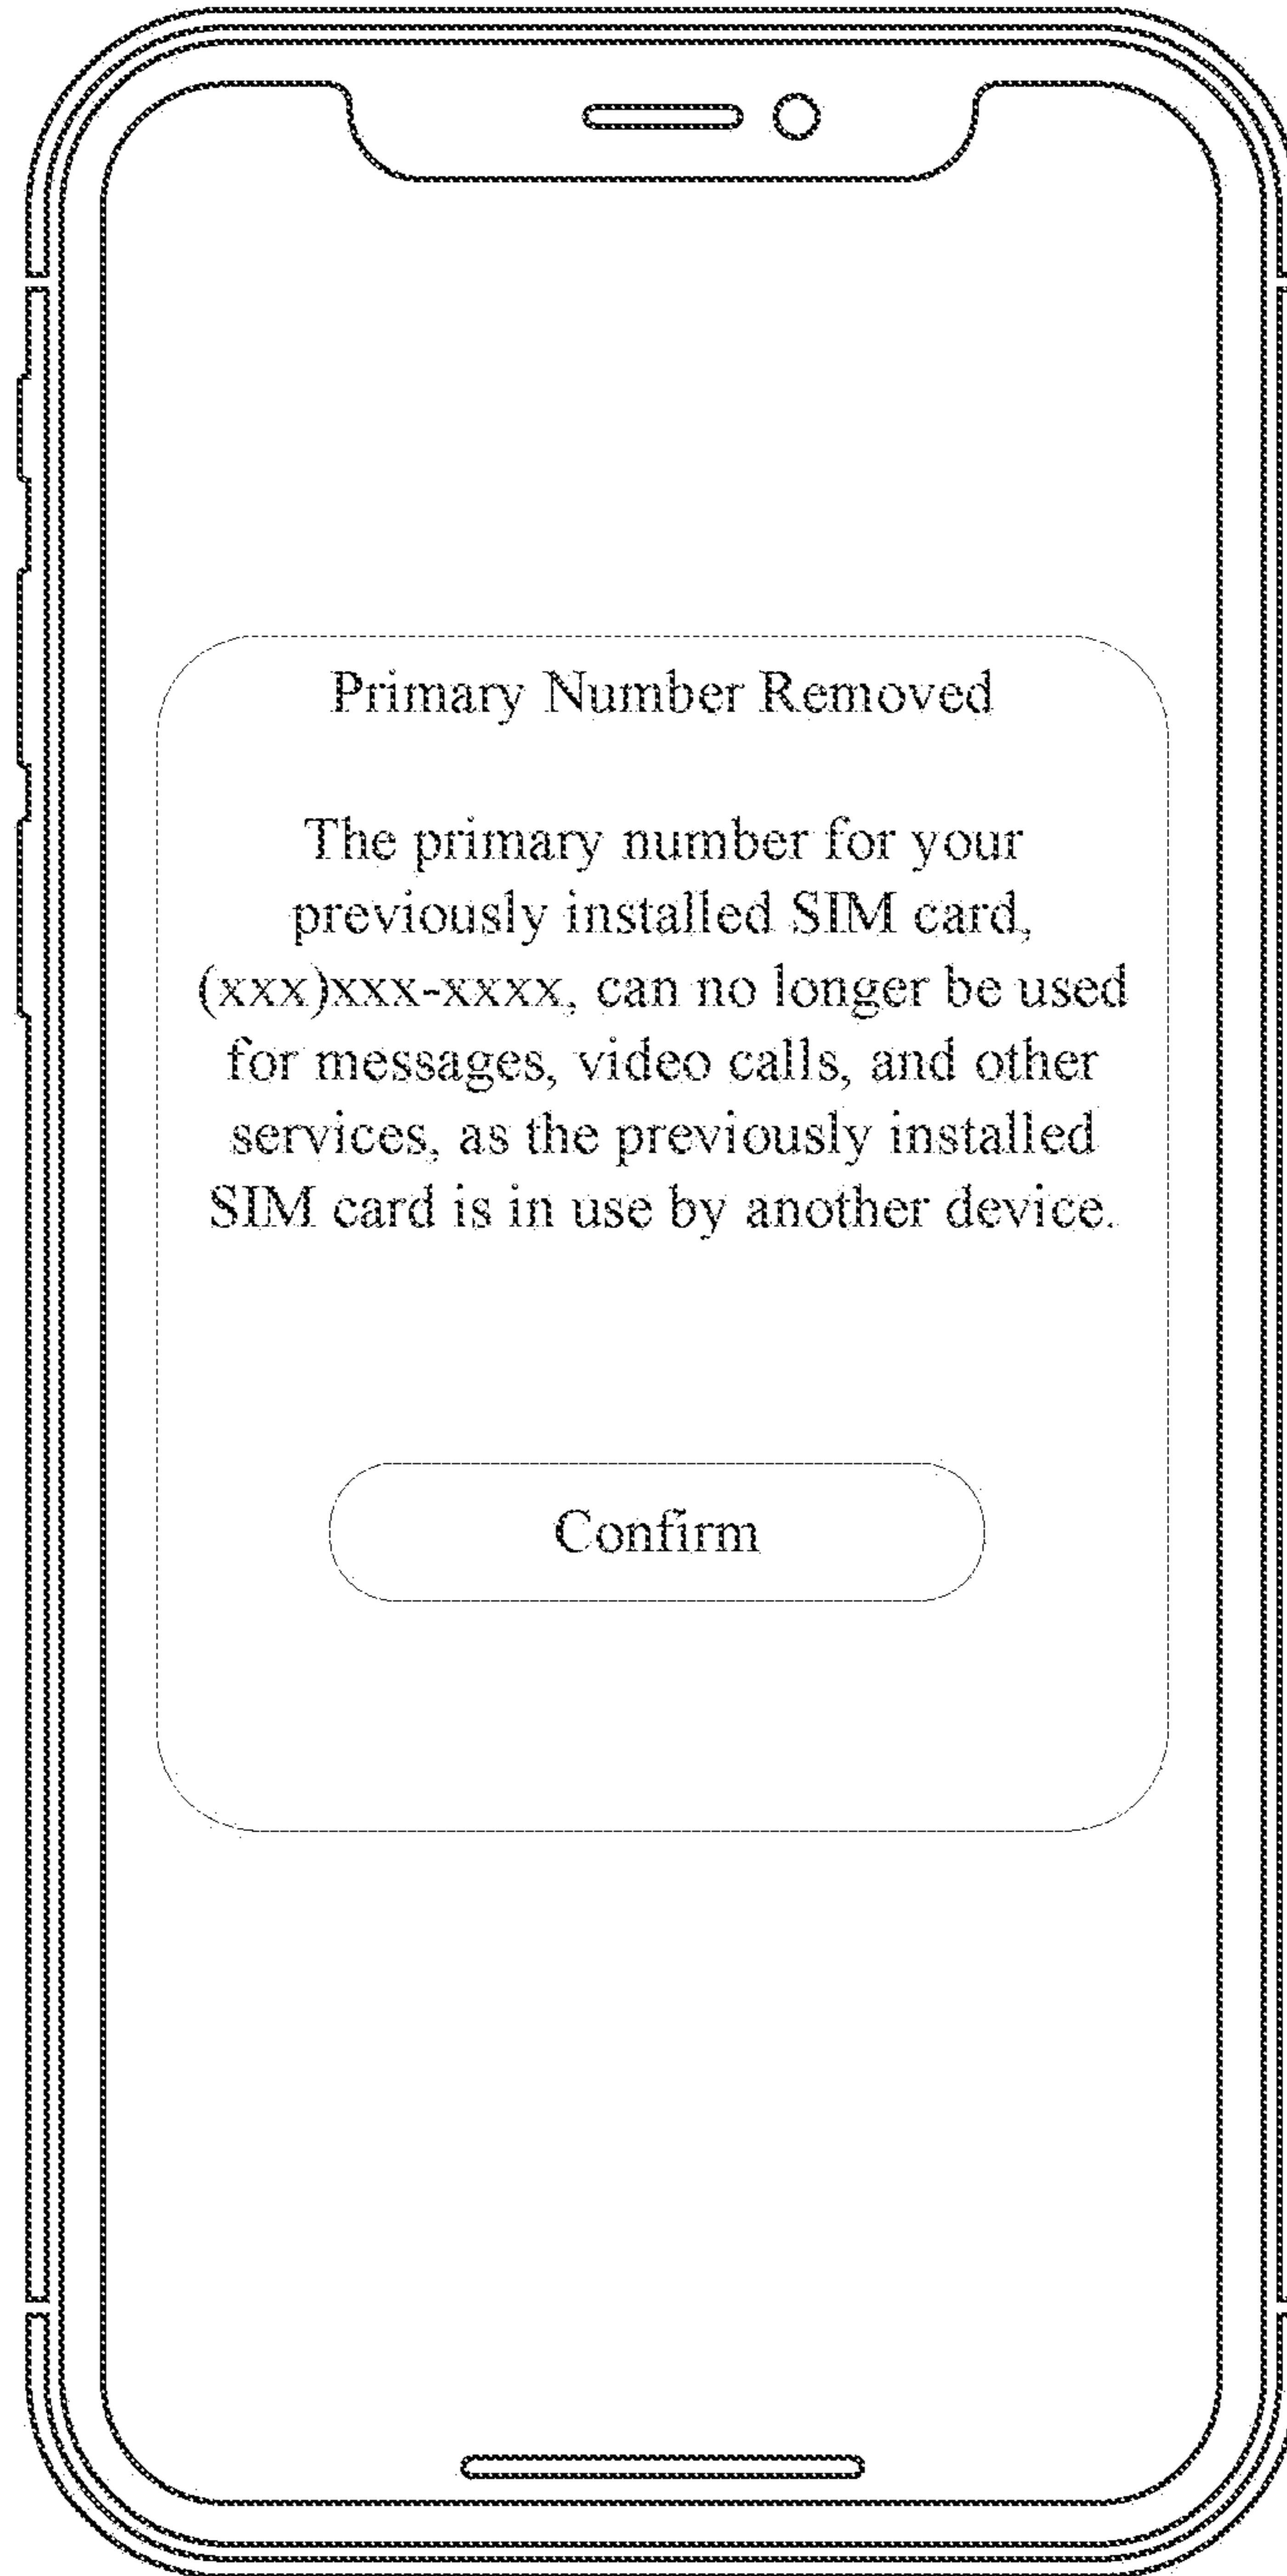 Primary Number Removed
The primary number for your
previously installed SIM card,
(xxx)xxx-xxxx, can no longer be used
for messages, video calls, and other
services, as the previously installed
SIM card is in use by another device.
Confirm